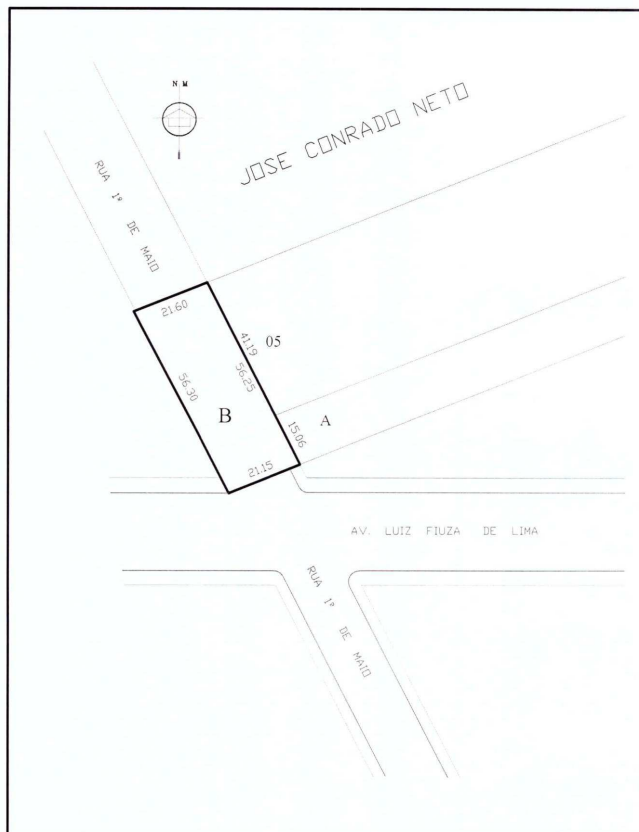 N M
JOSE CONRADO NETO
RUA 1º DE MAIO
21.60
41.19
05
56.25
56.30
B
A
15.06
21.15
AV. LUIZ FIUZA DE LIMA
RUA 1º DE MAIO